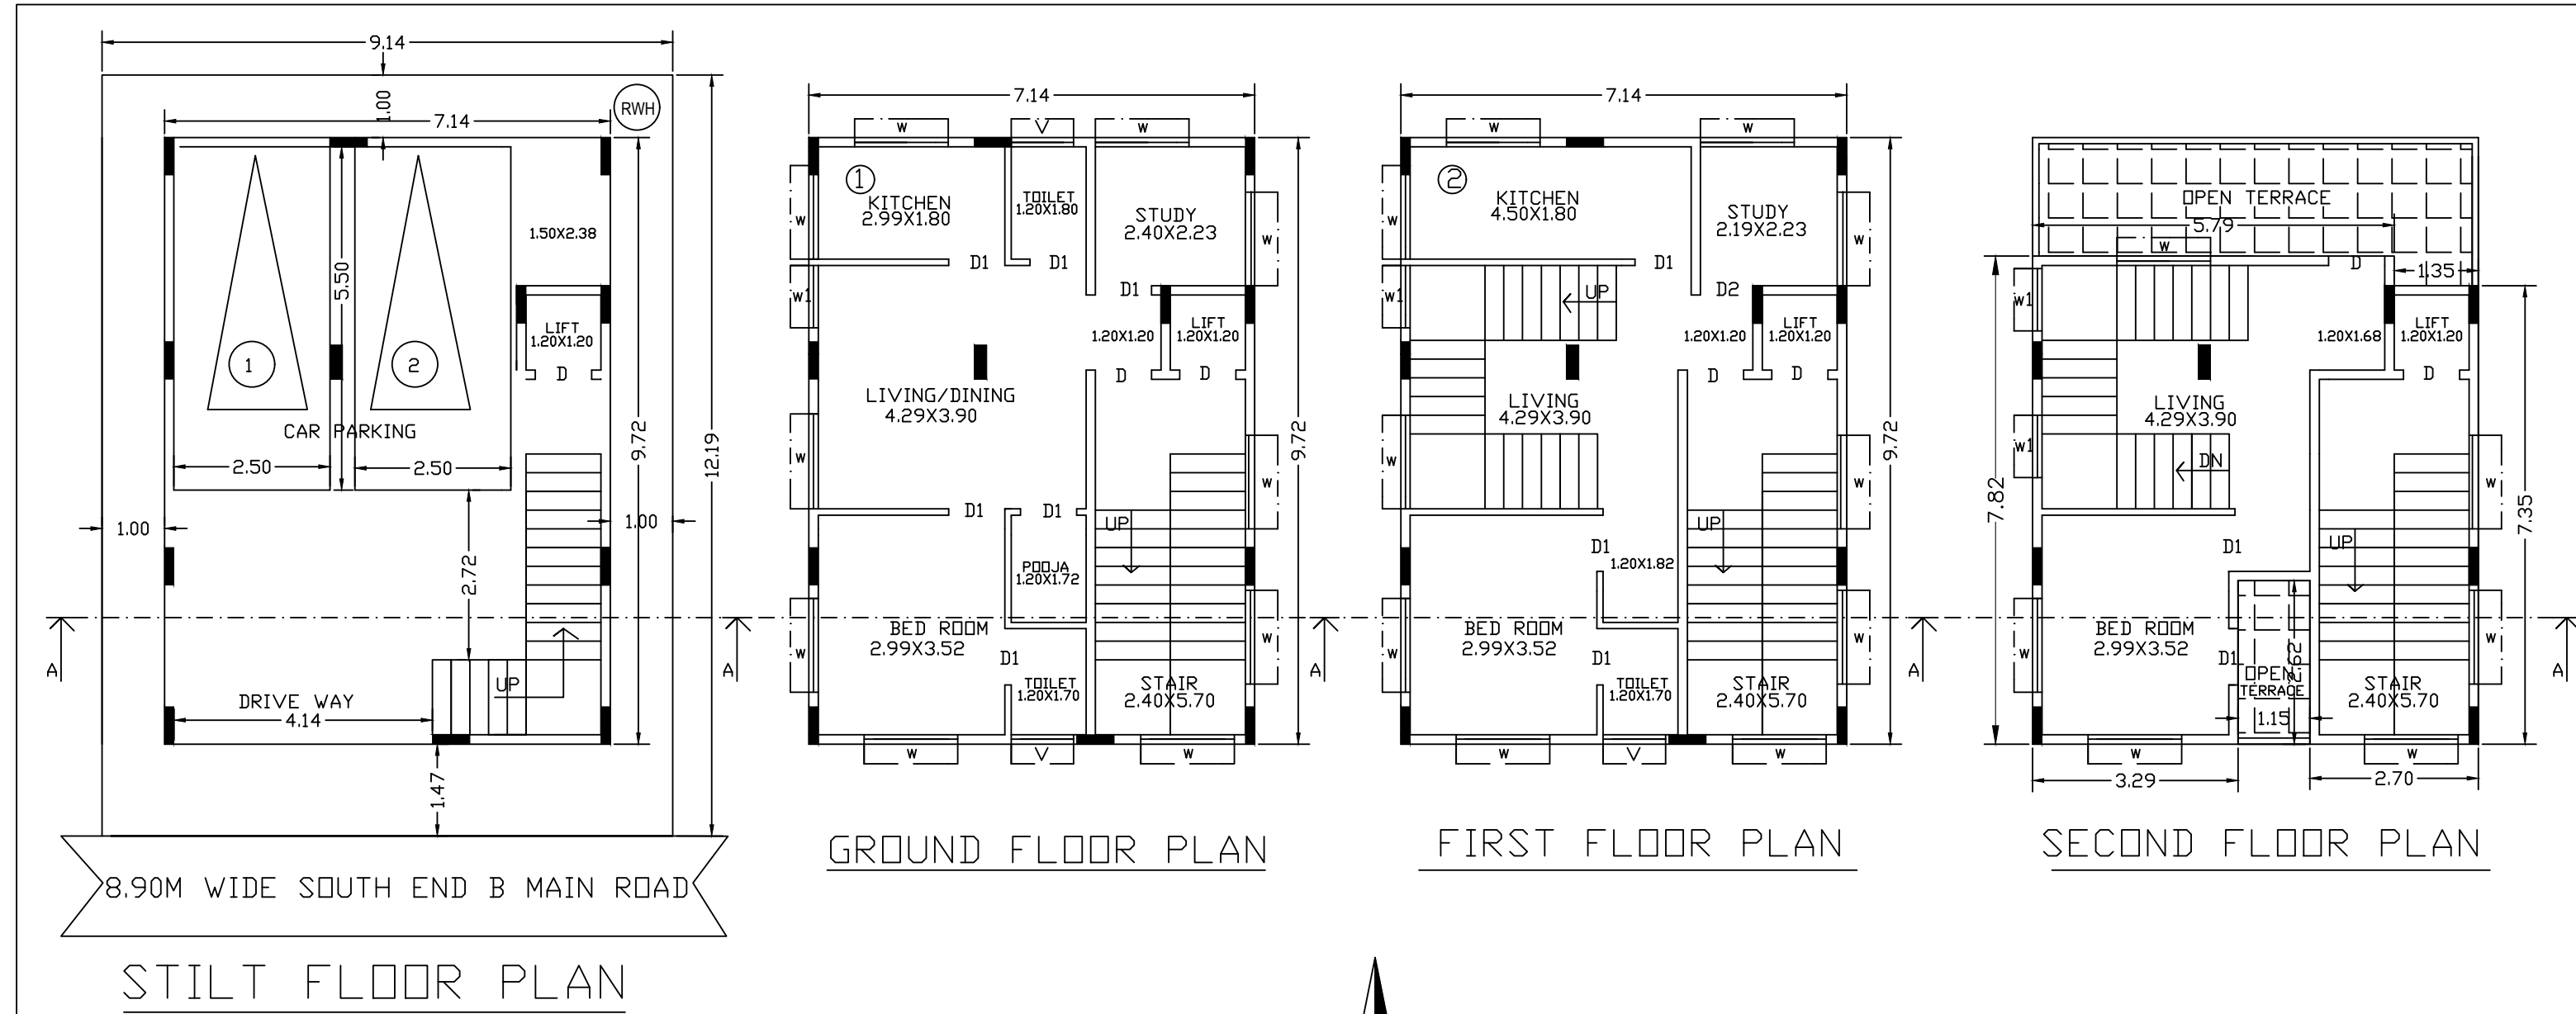 9.14
1.00
RWH
7.14
1.50X2.38
5.50
LIFT
1.20X1.20
D
1
2
CAR PARKING
2.50
2.50
9.72
12.19
1.00
1.00
2.72
A
A
UP
DRIVE WAY
4.14
1.47
8.90M WIDE SOUTH END B MAIN ROAD
STILT FLOOR PLAN
7.14
W
V
W
1
KITCHEN
2.99X1.80
TOILET
1.20X1.80
STUDY
2.40X2.23
W
W
D1
D1
D1
W1
1.20X1.20
LIFT
1.20X1.20
D
D
LIVING/DINING
4.29X3.90
9.72
W
W
D1
D1
UP
POOJA
1.20X1.72
BED ROOM
2.99X3.52
W
W
D1
TOILET
1.20X1.70
STAIR
2.40X5.70
A
W
V
W
GROUND FLOOR PLAN
7.14
W
W
2
KITCHEN
4.50X1.80
STUDY
2.19X2.23
W
W
D1
D2
W1
UP
1.20X1.20
LIFT
1.20X1.20
D
D
LIVING
4.29X3.90
9.72
W
W
UP
D1
1.20X1.82
BED ROOM
2.99X3.52
W
W
D1
TOILET
1.20X1.70
STAIR
2.40X5.70
A
W
V
W
FIRST FLOOR PLAN
OPEN TERRACE
5.79
W
D
1.35
W1
1.20X1.68
LIFT
1.20X1.20
D
LIVING
4.29X3.90
W1
DN
W
7.82
7.35
UP
D1
BED ROOM
2.99X3.52
W
W
D1
2.62
OPEN
TERRACE
STAIR
2.40X5.70
A
1.15
W
W
3.29
2.70
SECOND FLOOR PLAN